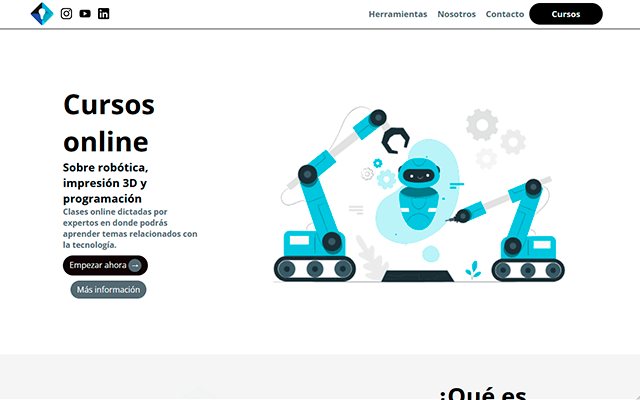 Herramientas Nosotros Contacto Cursos
Cursos
online
Sobre robótica,
impresión 3D y
programación
Clases online dictadas por
expertos en donde podrás
aprender temas relacionados con
la tecnología.
Empezar ahora →
Más información
¿Qué es